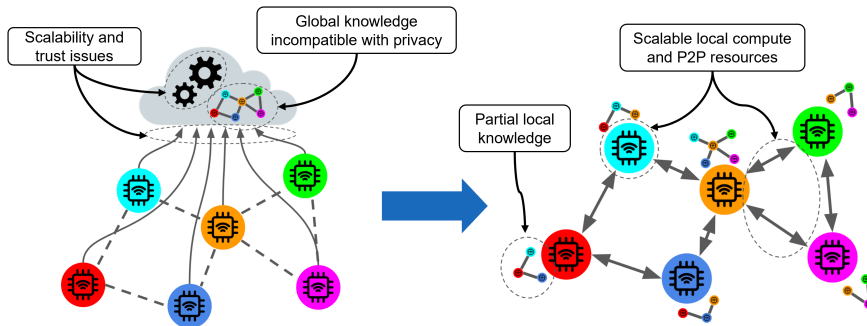 Scalability and
trust issues
Global knowledge
incompatible with privacy
Partial local
knowledge
Scalable local compute
and P2P resources